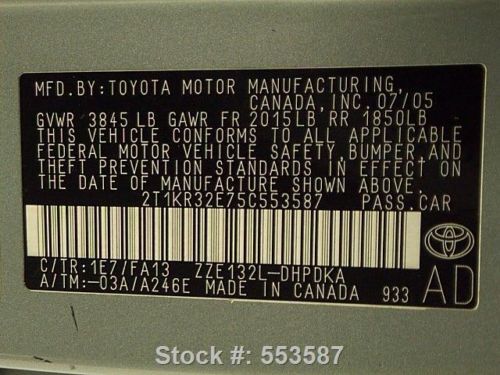 MFD.BY:TOYOTA MOTOR MANUFACTURING,
CANADA,INC.07/05
GVWR 3845LB GAWR FR 2015LB RR 1850LB
THIS VEHICLE CONFORMS TO ALL APPLICABLE
FEDERAL MOTOR VEHICLE SAFETY,BUMPER,AND
THEFT PREVENTION STANDARDS IN EFFECT ON
THE DATE OF MANUFACTURE SHOWN ABOVE.
2T1KR32E75C553587 PASS.CAR
C/TR:1E7/FA13 ZZE132L-DHPDKA
A/TM:-03A/A246E MADE IN CANADA 933
AD
Stock #: 553587